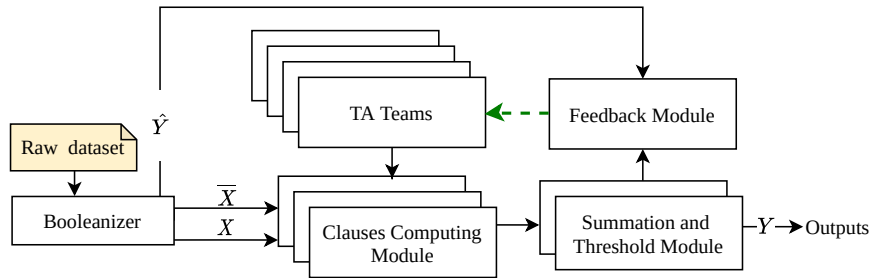 TA Teams
Feedback Module
Ŷ
Raw dataset
X̅
Booleanizer
X
Clauses Computing
Module
Summation and
Threshold Module
Y
Outputs